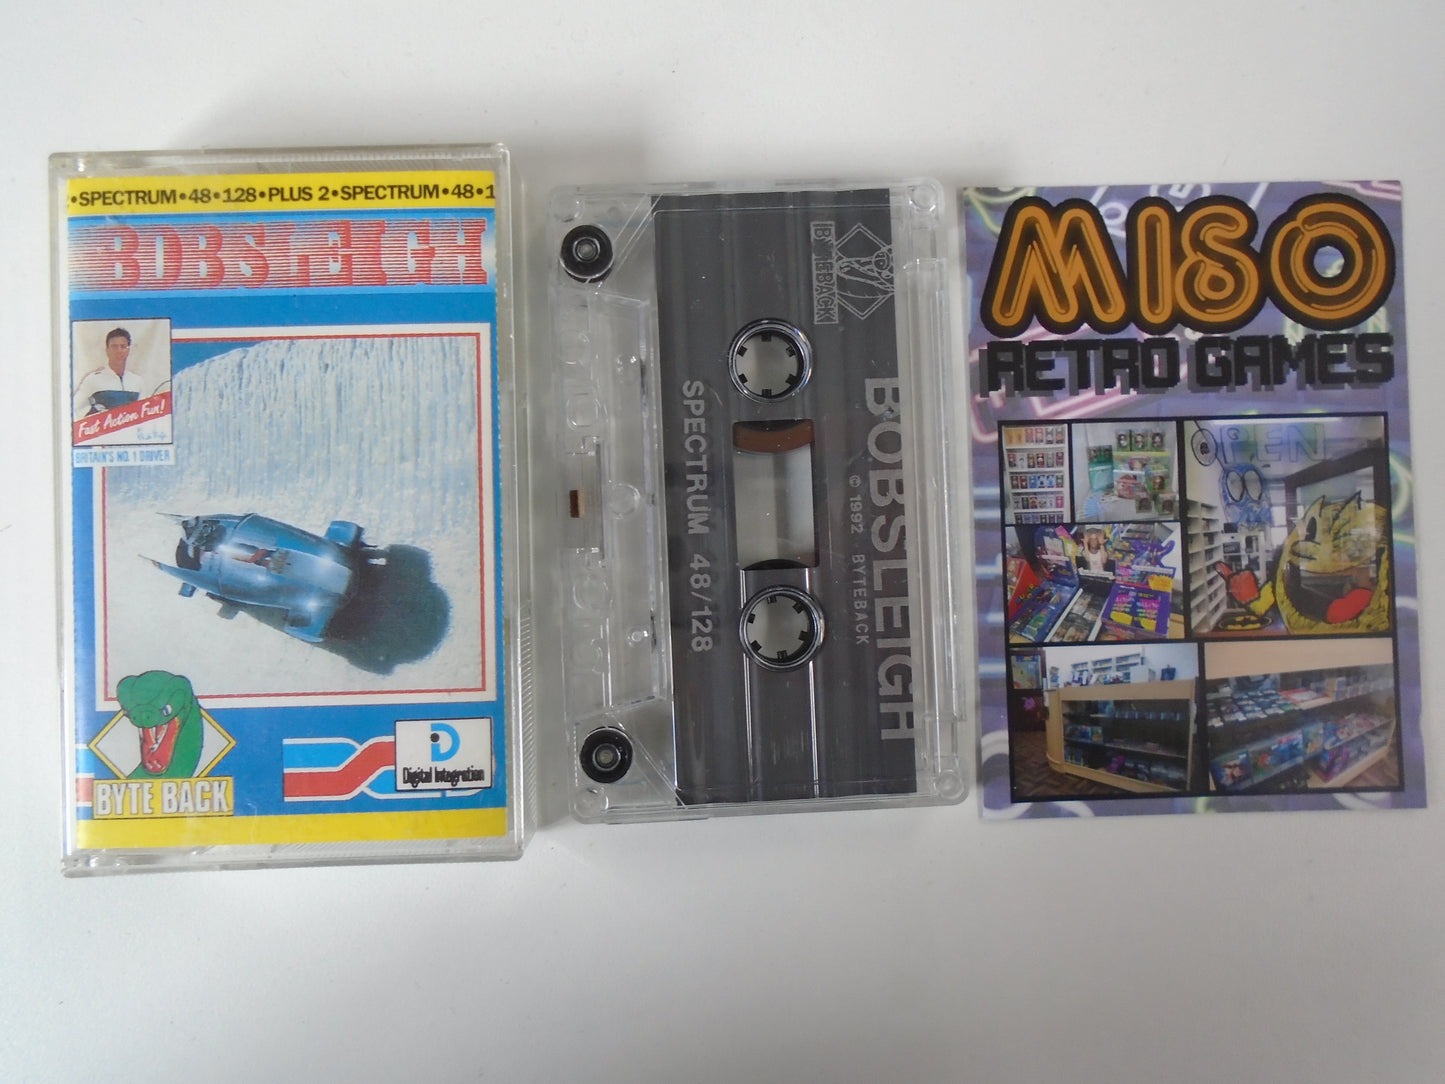 •SPECTRUM•48•128•PLUS 2•SPECTRUM•48•1
BOBSLEIGH
Fast Action Fun!
BRITAIN'S NO. 1 DRIVER
BYTE BACK
Digital Integration
BYTEBACK
BOBSLEIGH
© 1992 BYTEBACK
SPECTRUM 48/128
MISO
RETRO GAMES
OPEN